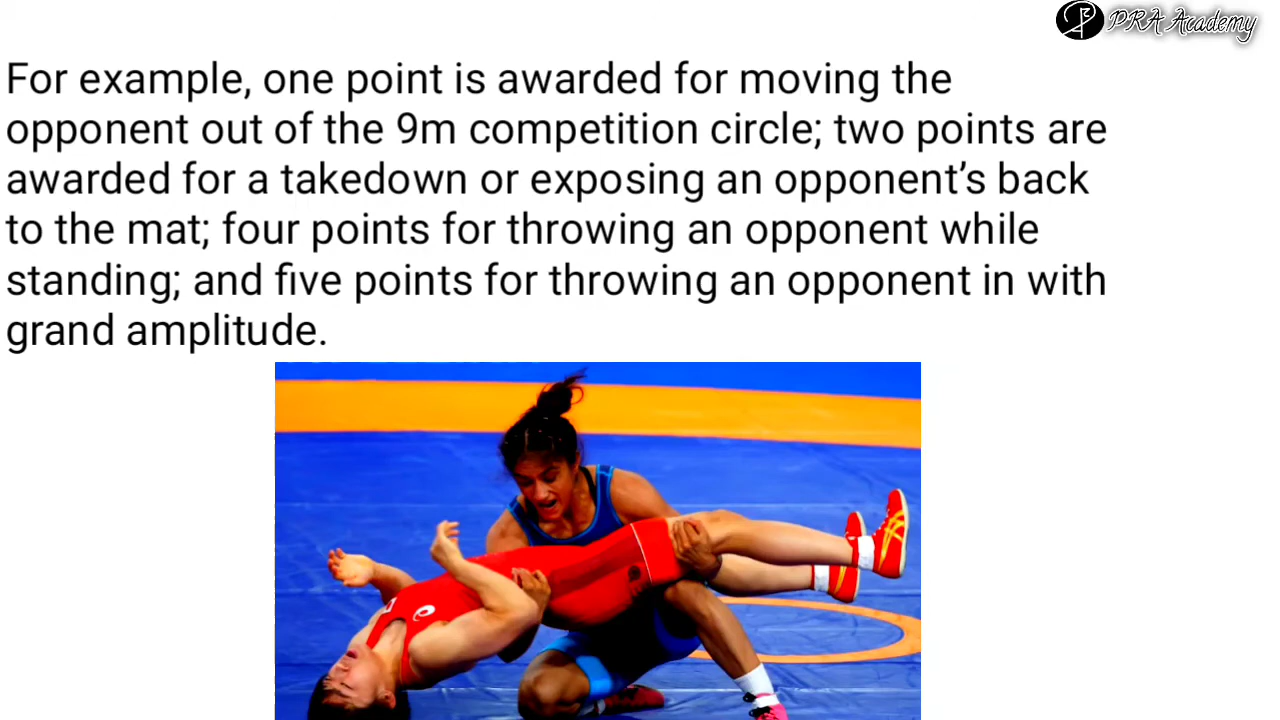 PRA Academy
For example, one point is awarded for moving the
opponent out of the 9m competition circle; two points are
awarded for a takedown or exposing an opponent’s back
to the mat; four points for throwing an opponent while
standing; and five points for throwing an opponent in with
grand amplitude.